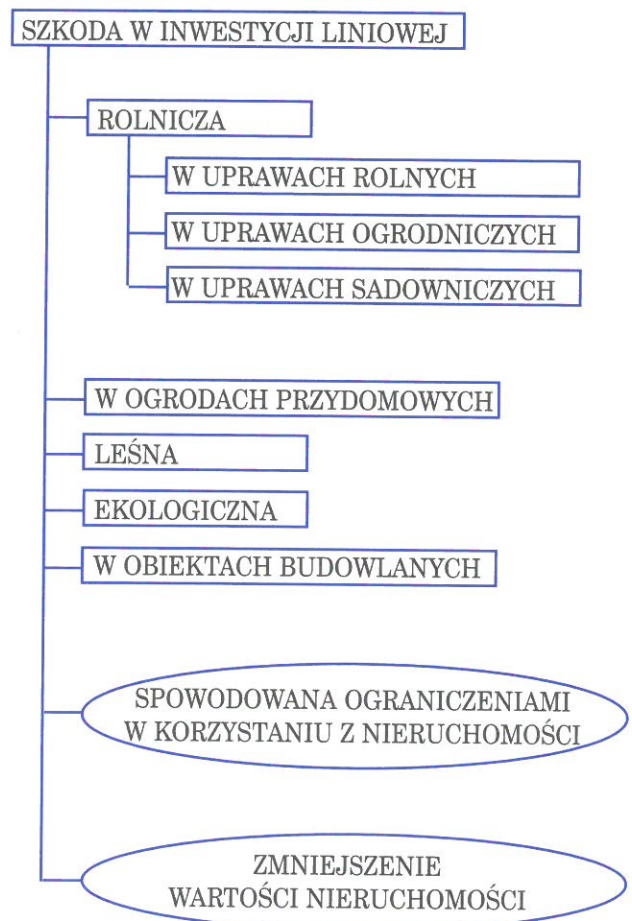 SZKODA W INWESTYCJI LINIOWEJ
ROLNICZA
W UPRAWACH ROLNYCH
W UPRAWACH OGRODNICZYCH
W UPRAWACH SADOWNICZYCH
W OGRODACH PRZYDOMOWYCH
LEŚNA
EKOLOGICZNA
W OBIEKTACH BUDOWLANYCH
SPOWODOWANA OGRANICZENIAMI
W KORZYSTANIU Z NIERUCHOMOŚCI
ZMNIEJSZENIE
WARTOŚCI NIERUCHOMOŚCI